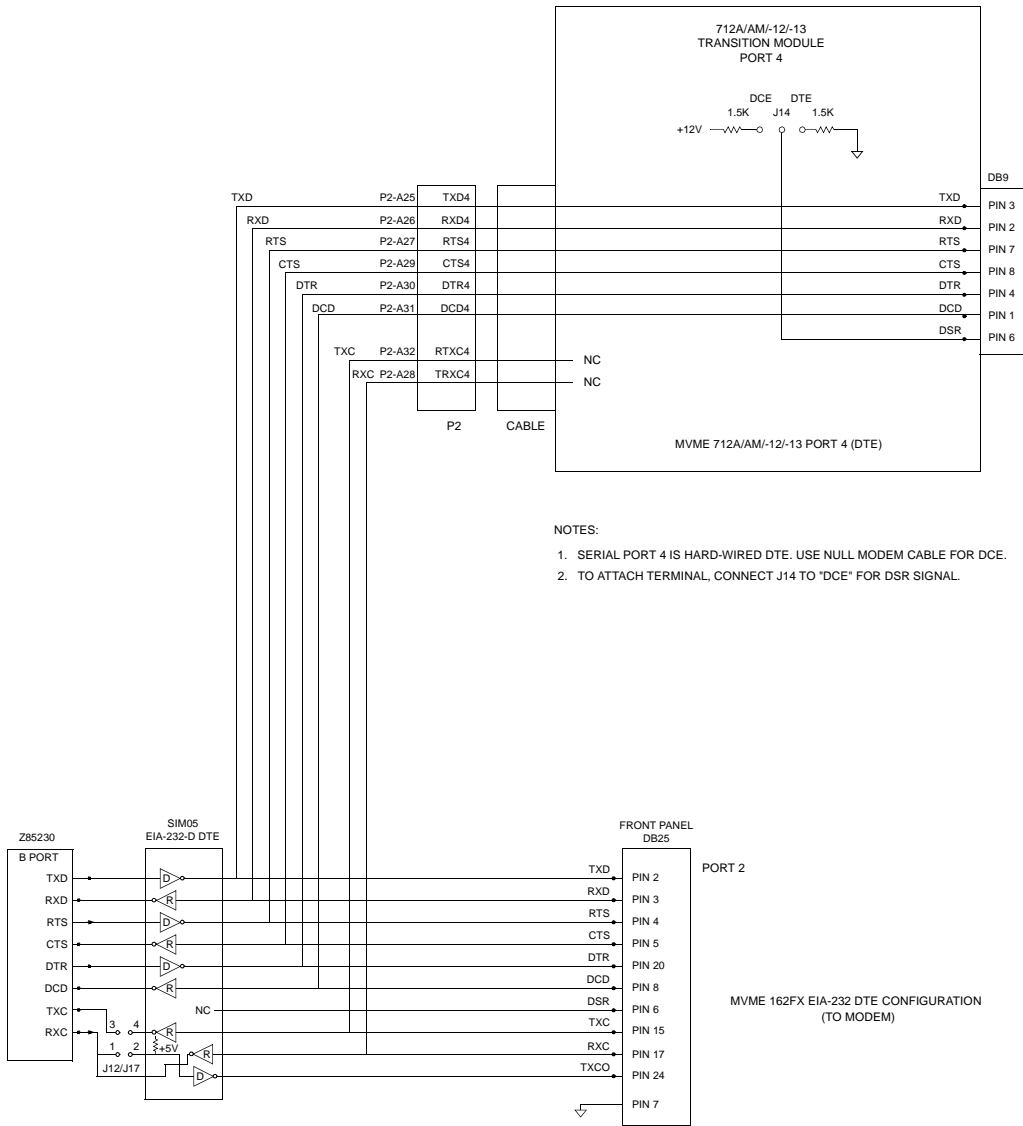 712A/AM/-12/-13
TRANSITION MODULE
PORT 4
DCE DTE
1.5K J14 1.5K
+12V
DB9
TXD P2-A25 TXD4 TXD PIN 3
RXD P2-A26 RXD4 RXD PIN 2
RTS P2-A27 RTS4 RTS PIN 7
CTS P2-A29 CTS4 CTS PIN 8
DTR P2-A30 DTR4 DTR PIN 4
DCD P2-A31 DCD4 DCD PIN 1
DSR PIN 6
TXC P2-A32 RTXC4 NC
RXC P2-A28 TRXC4 NC
P2 CABLE
MVME 712A/AM/-12/-13 PORT 4 (DTE)
NOTES:
1. SERIAL PORT 4 IS HARD-WIRED DTE. USE NULL MODEM CABLE FOR DCE.
2. TO ATTACH TERMINAL, CONNECT J14 TO "DCE" FOR DSR SIGNAL.
Z85230
SIM05
EIA-232-D DTE
FRONT PANEL
DB25
B PORT
PORT 2
TXD D TXD PIN 2
RXD R RXD PIN 3
RTS D RTS PIN 4
CTS R CTS PIN 5
DTR D DTR PIN 20
DCD R DCD PIN 8
TXC NC DSR PIN 6
RXC 3 4 R TXC PIN 15
1 2 +5V R RXC PIN 17
J12/J17 D TXCO PIN 24
PIN 7
MVME 162FX EIA-232 DTE CONFIGURATION
(TO MODEM)